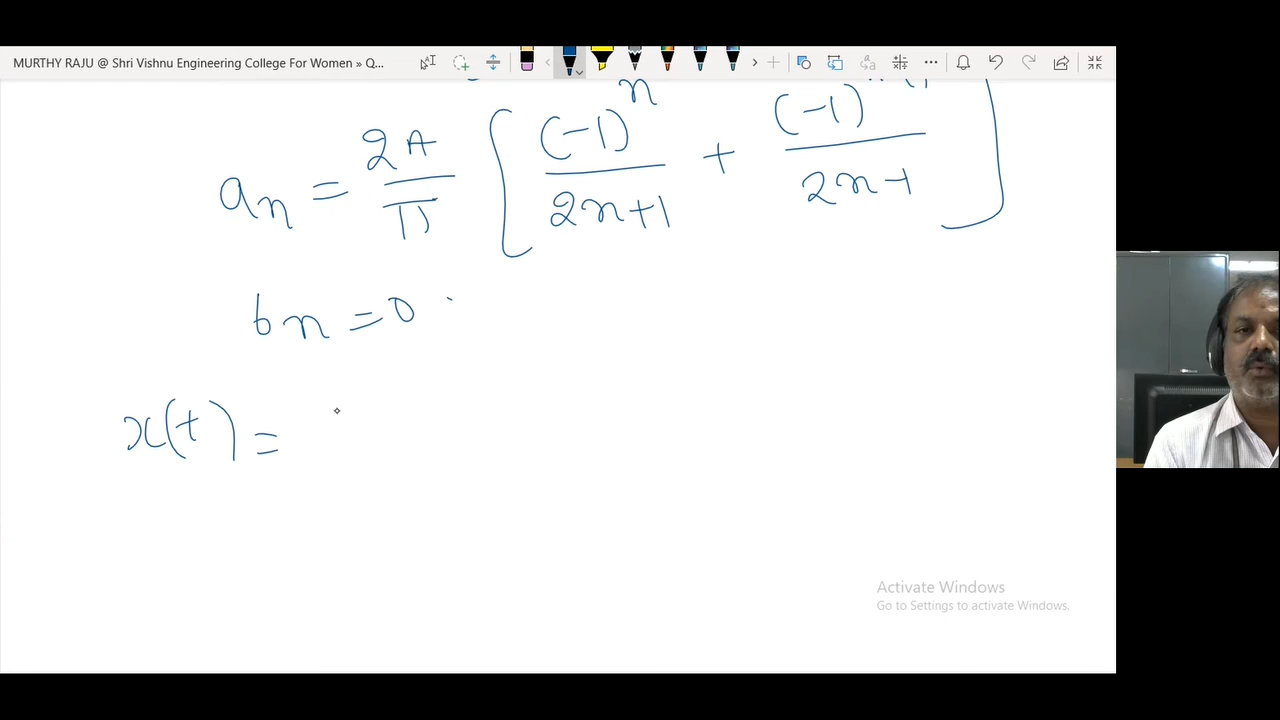 MURTHY RAJU @ Shri Vishnu Engineering College For Women » Q...
aₙ = 2A/π [ (-1)ⁿ/2n+1 + (-1)/2n-1 ]
bn = 0
x(t) =
Activate Windows
Go to Settings to activate Windows.